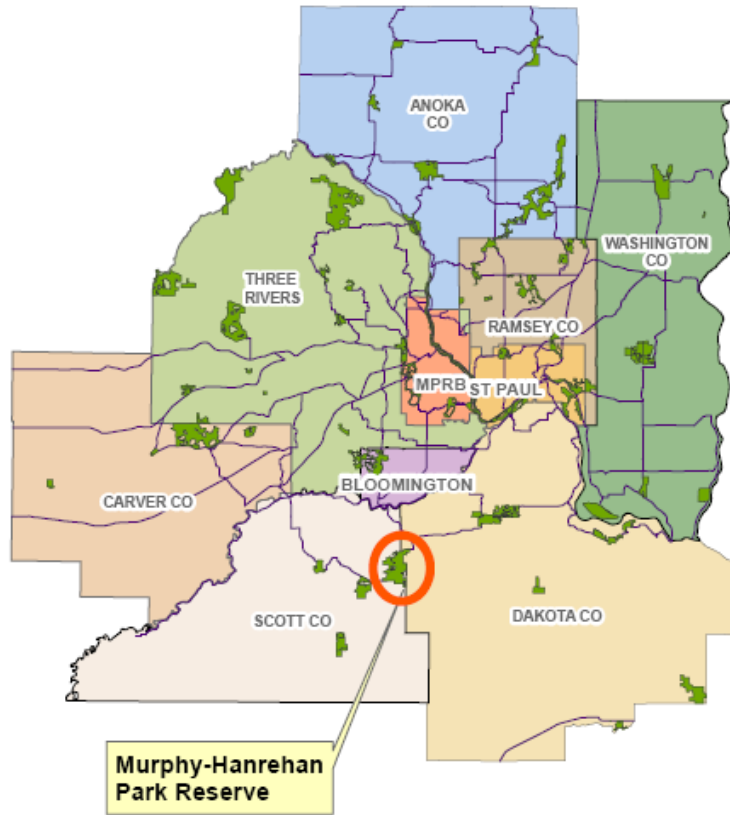 ANOKA
CO
WASHINGTON
CO
THREE
RIVERS
RAMSEY CO
MPRB
ST PAUL
BLOOMINGTON
CARVER CO
SCOTT CO
DAKOTA CO
Murphy-Hanrehan
Park Reserve